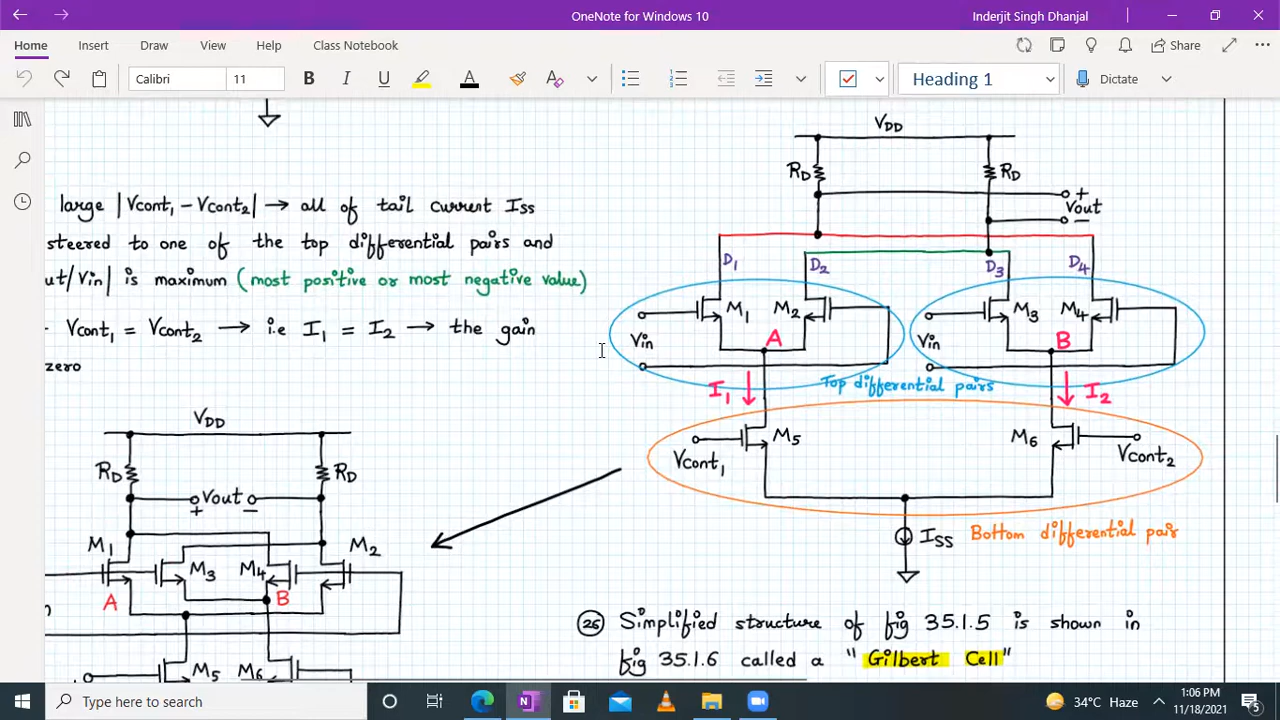 OneNote for Windows 10
Inderjit Singh Dhanjal
Home Insert Draw View Help Class Notebook
Share
Calibri 11 B I U A Heading 1 Dictate
large |Vcont1 - Vcont2| → all of tail current ISS
steered to one of the top differential pairs and
ut/Vin| is maximum (most positive or most negative value)
Vcont1 = Vcont2 → i.e I1 = I2 → the gain
zero
VDD
RD RD
+
Vout
−
D1 D2 D3 D4
M1 M2 M3 M4
Vin A Vin B
I1 Top differential pairs I2
M5 M6
Vcont1 Vcont2
ISS Bottom differential pair
VDD
RD RD
Vout
+ −
M1 M2
M3 M4
A B
M5 M6
26 Simplified structure of fig 35.1.5 is shown in
fig 35.1.6 called a "Gilbert Cell"
Type here to search
34°C Haze
1:06 PM
11/18/2021
5